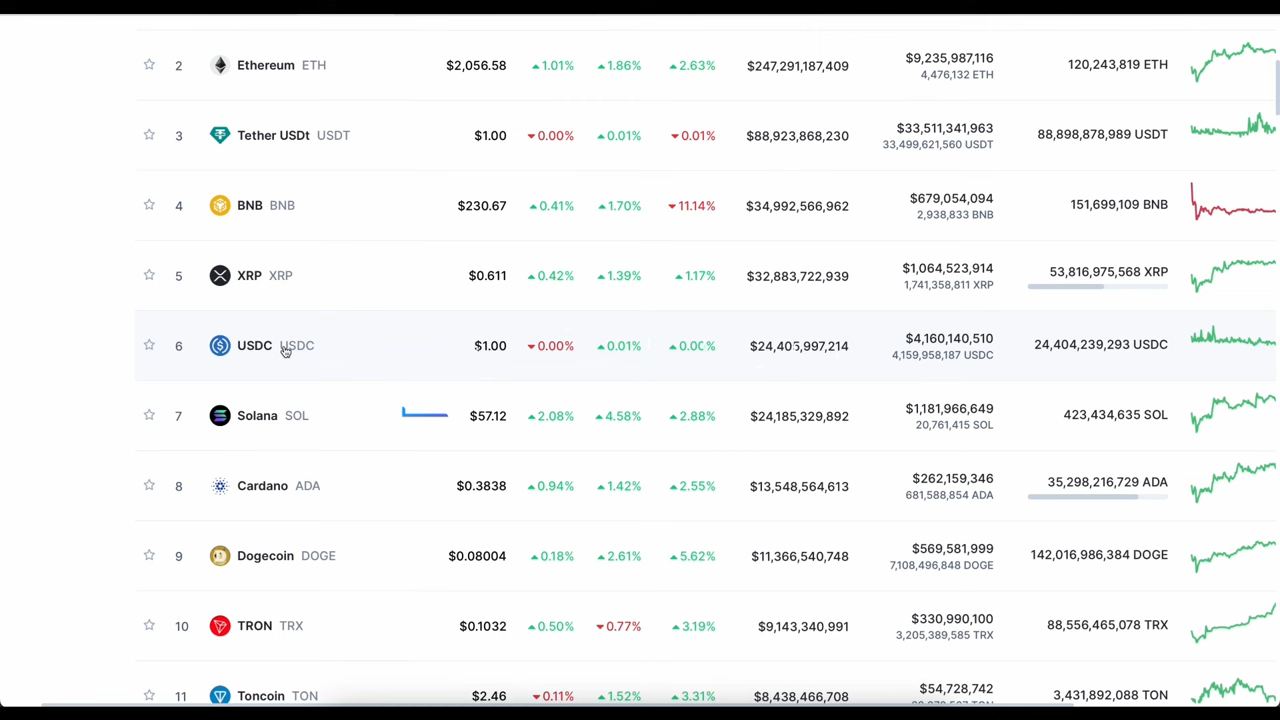 2 Ethereum ETH $2,056.58 1.01% 1.86% 2.63% $247,291,187,409 $9,235,987,116 120,243,819 ETH
4,476,132 ETH
3 Tether USDt USDT $1.00 0.00% 0.01% 0.01% $88,923,868,230 $33,511,341,963 88,898,878,989 USDT
33,499,621,560 USDT
4 BNB BNB $230.67 0.41% 1.70% 11.14% $34,992,566,962 $679,054,094 151,699,109 BNB
2,938,833 BNB
5 XRP XRP $0.611 0.42% 1.39% 1.17% $32,883,722,939 $1,064,523,914 53,816,975,568 XRP
1,741,358,811 XRP
6 USDC USDC $1.00 0.00% 0.01% 0.00% $24,405,997,214 $4,160,140,510 24,404,239,293 USDC
4,159,958,187 USDC
7 Solana SOL $57.12 2.08% 4.58% 2.88% $24,185,329,892 $1,181,966,649 423,434,635 SOL
20,761,415 SOL
8 Cardano ADA $0.3838 0.94% 1.42% 2.55% $13,548,564,613 $262,159,346 35,298,216,729 ADA
681,588,854 ADA
9 Dogecoin DOGE $0.08004 0.18% 2.61% 5.62% $11,366,540,748 $569,581,999 142,016,986,384 DOGE
7,108,496,848 DOGE
10 TRON TRX $0.1032 0.50% 0.77% 3.19% $9,143,340,991 $330,990,100 88,556,465,078 TRX
3,205,389,585 TRX
11 Toncoin TON $2.46 0.11% 1.52% 3.31% $8,438,466,708 $54,728,742 3,431,892,088 TON